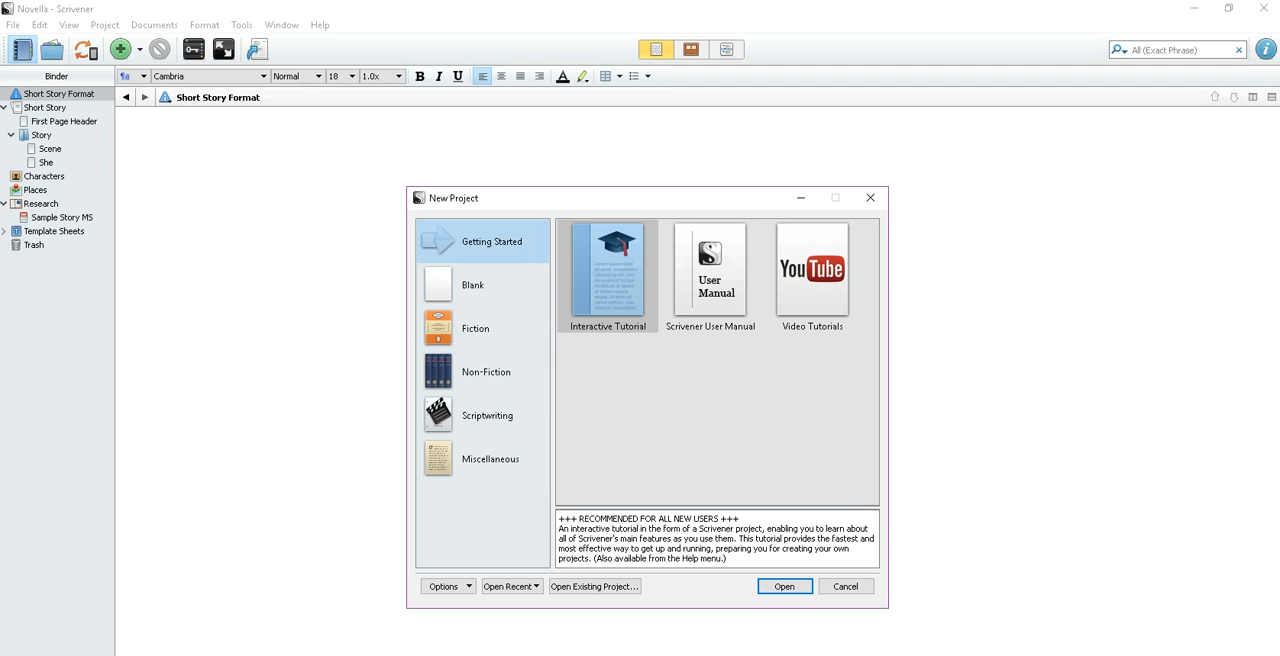 Novella - Scrivener
File Edit View Project Documents Format Tools Window Help
All (Exact Phrase)
Binder
Cambria Normal 18 1.0x B I U A
Short Story Format
Short Story Format
Short Story
First Page Header
Story
Scene
She
Characters
Places
Research
Sample Story MS
Template Sheets
Trash
New Project
Getting Started
Blank
Fiction
Non-Fiction
Scriptwriting
Miscellaneous
User
Manual
YouTube
Interactive Tutorial Scrivener User Manual Video Tutorials
+++ RECOMMENDED FOR ALL NEW USERS +++
An interactive tutorial in the form of a Scrivener project, enabling you to learn about
all of Scrivener's main features as you use them. This tutorial provides the fastest and
most effective way to get up and running, preparing you for creating your own
projects. (Also available from the Help menu.)
Options Open Recent Open Existing Project... Open Cancel